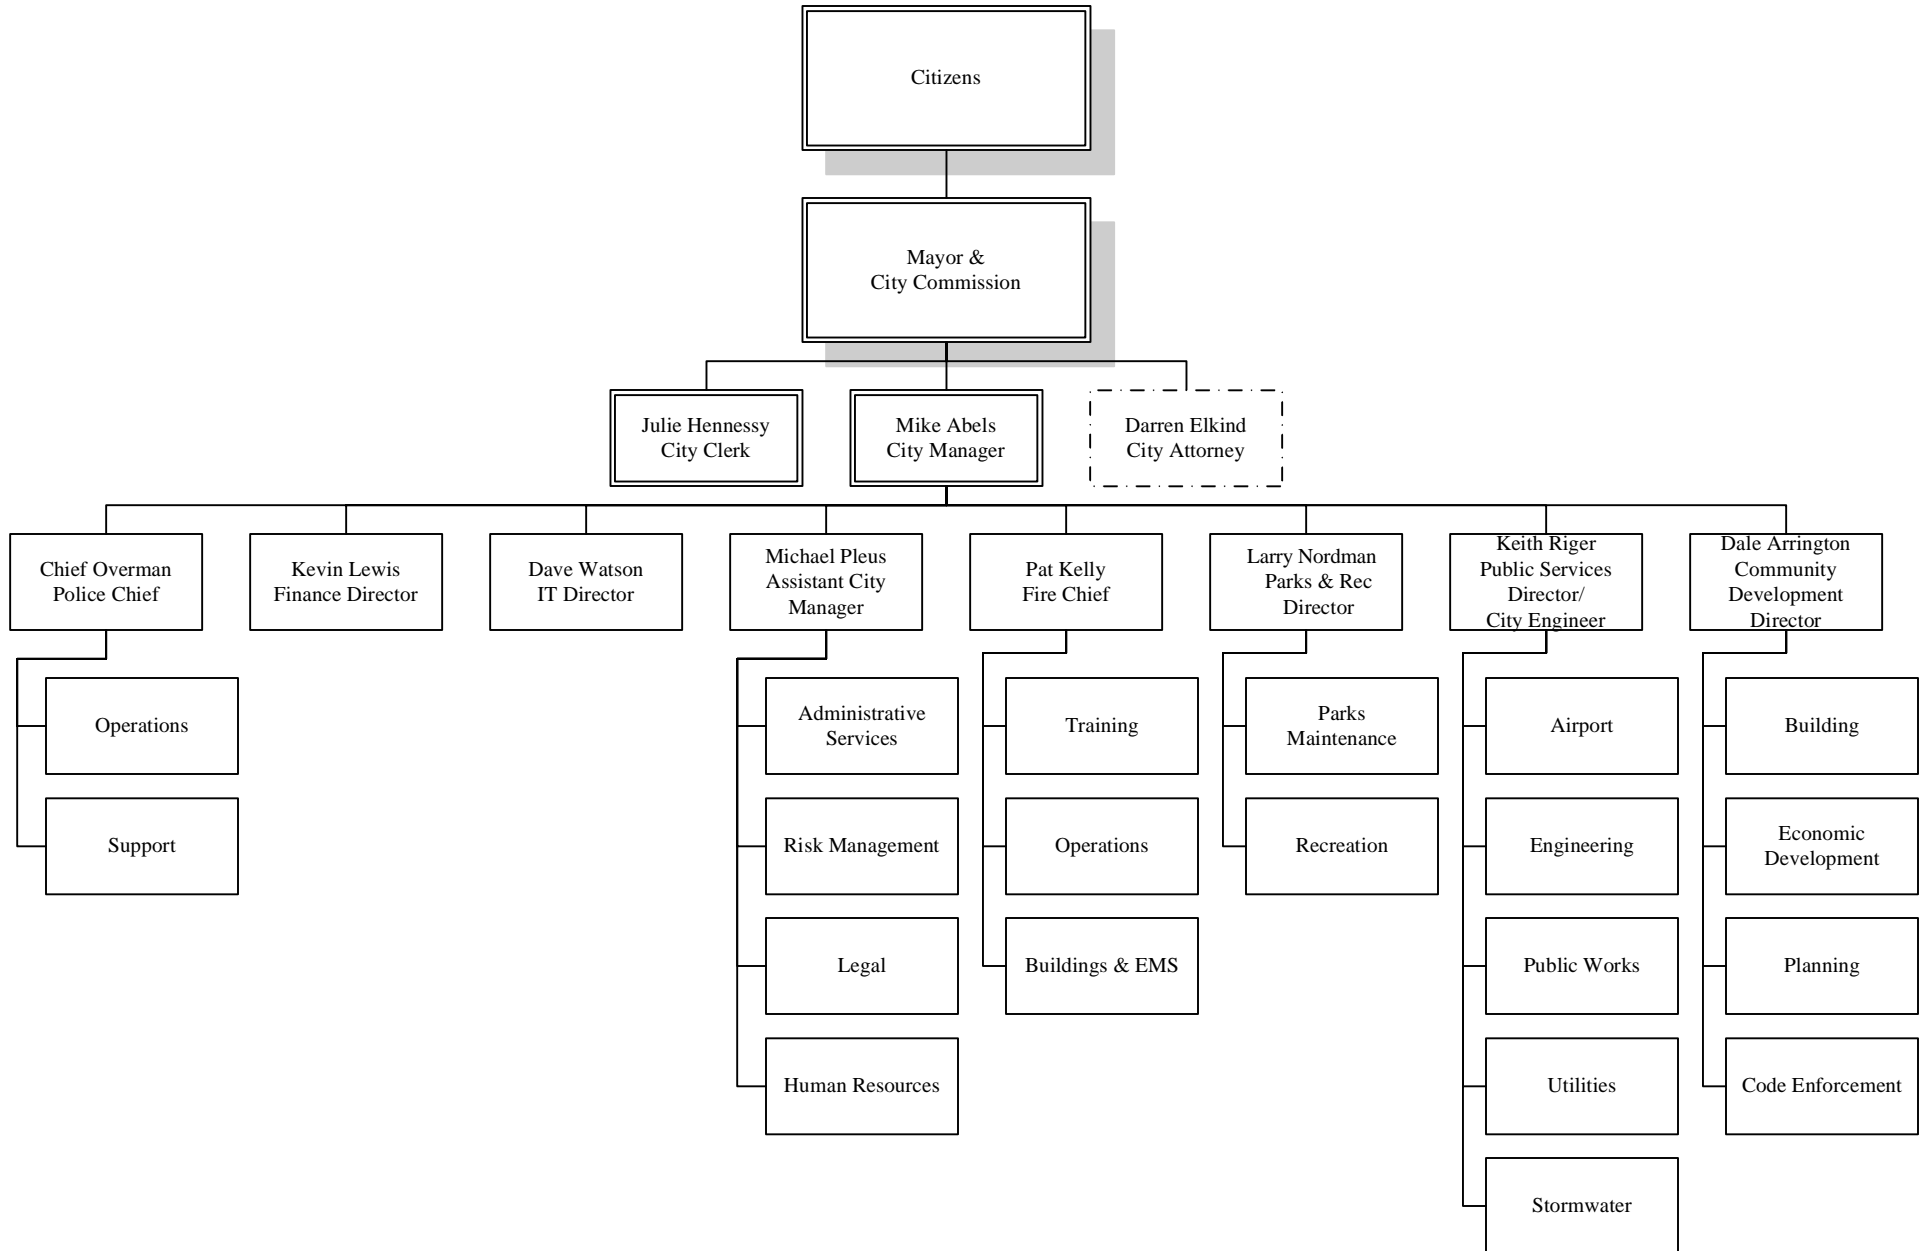 Citizens
Mayor &
City Commission
Julie Hennessy
City Clerk
Mike Abels
City Manager
Darren Elkind
City Attorney
Chief Overman
Police Chief
Kevin Lewis
Finance Director
Dave Watson
IT Director
Michael Pleus
Assistant City
Manager
Pat Kelly
Fire Chief
Larry Nordman
Parks & Rec
Director
Keith Riger
Public Services
Director/
City Engineer
Dale Arrington
Community
Development
Director
Operations
Support
Administrative
Services
Risk Management
Legal
Human Resources
Training
Operations
Buildings & EMS
Parks
Maintenance
Recreation
Airport
Engineering
Public Works
Utilities
Stormwater
Building
Economic
Development
Planning
Code Enforcement